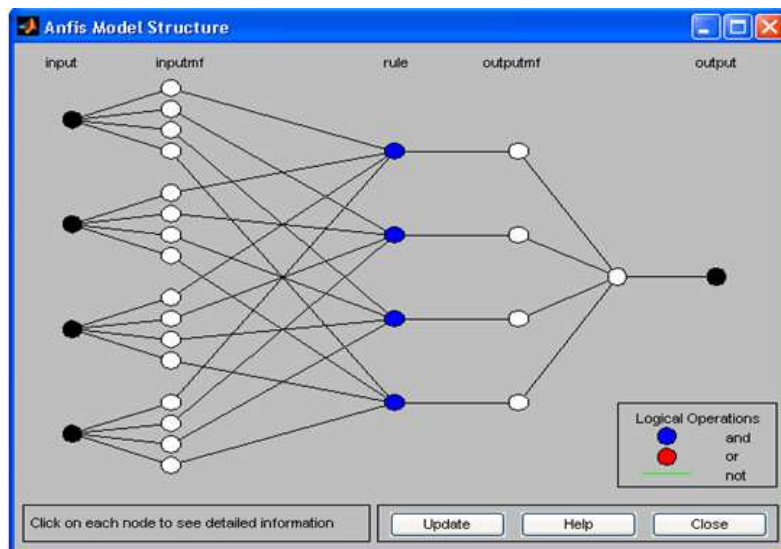 Anfis Model Structure
input inputmf rule outputmf output
Logical Operations
and
or
not
Click on each node to see detailed information
Update Help Close